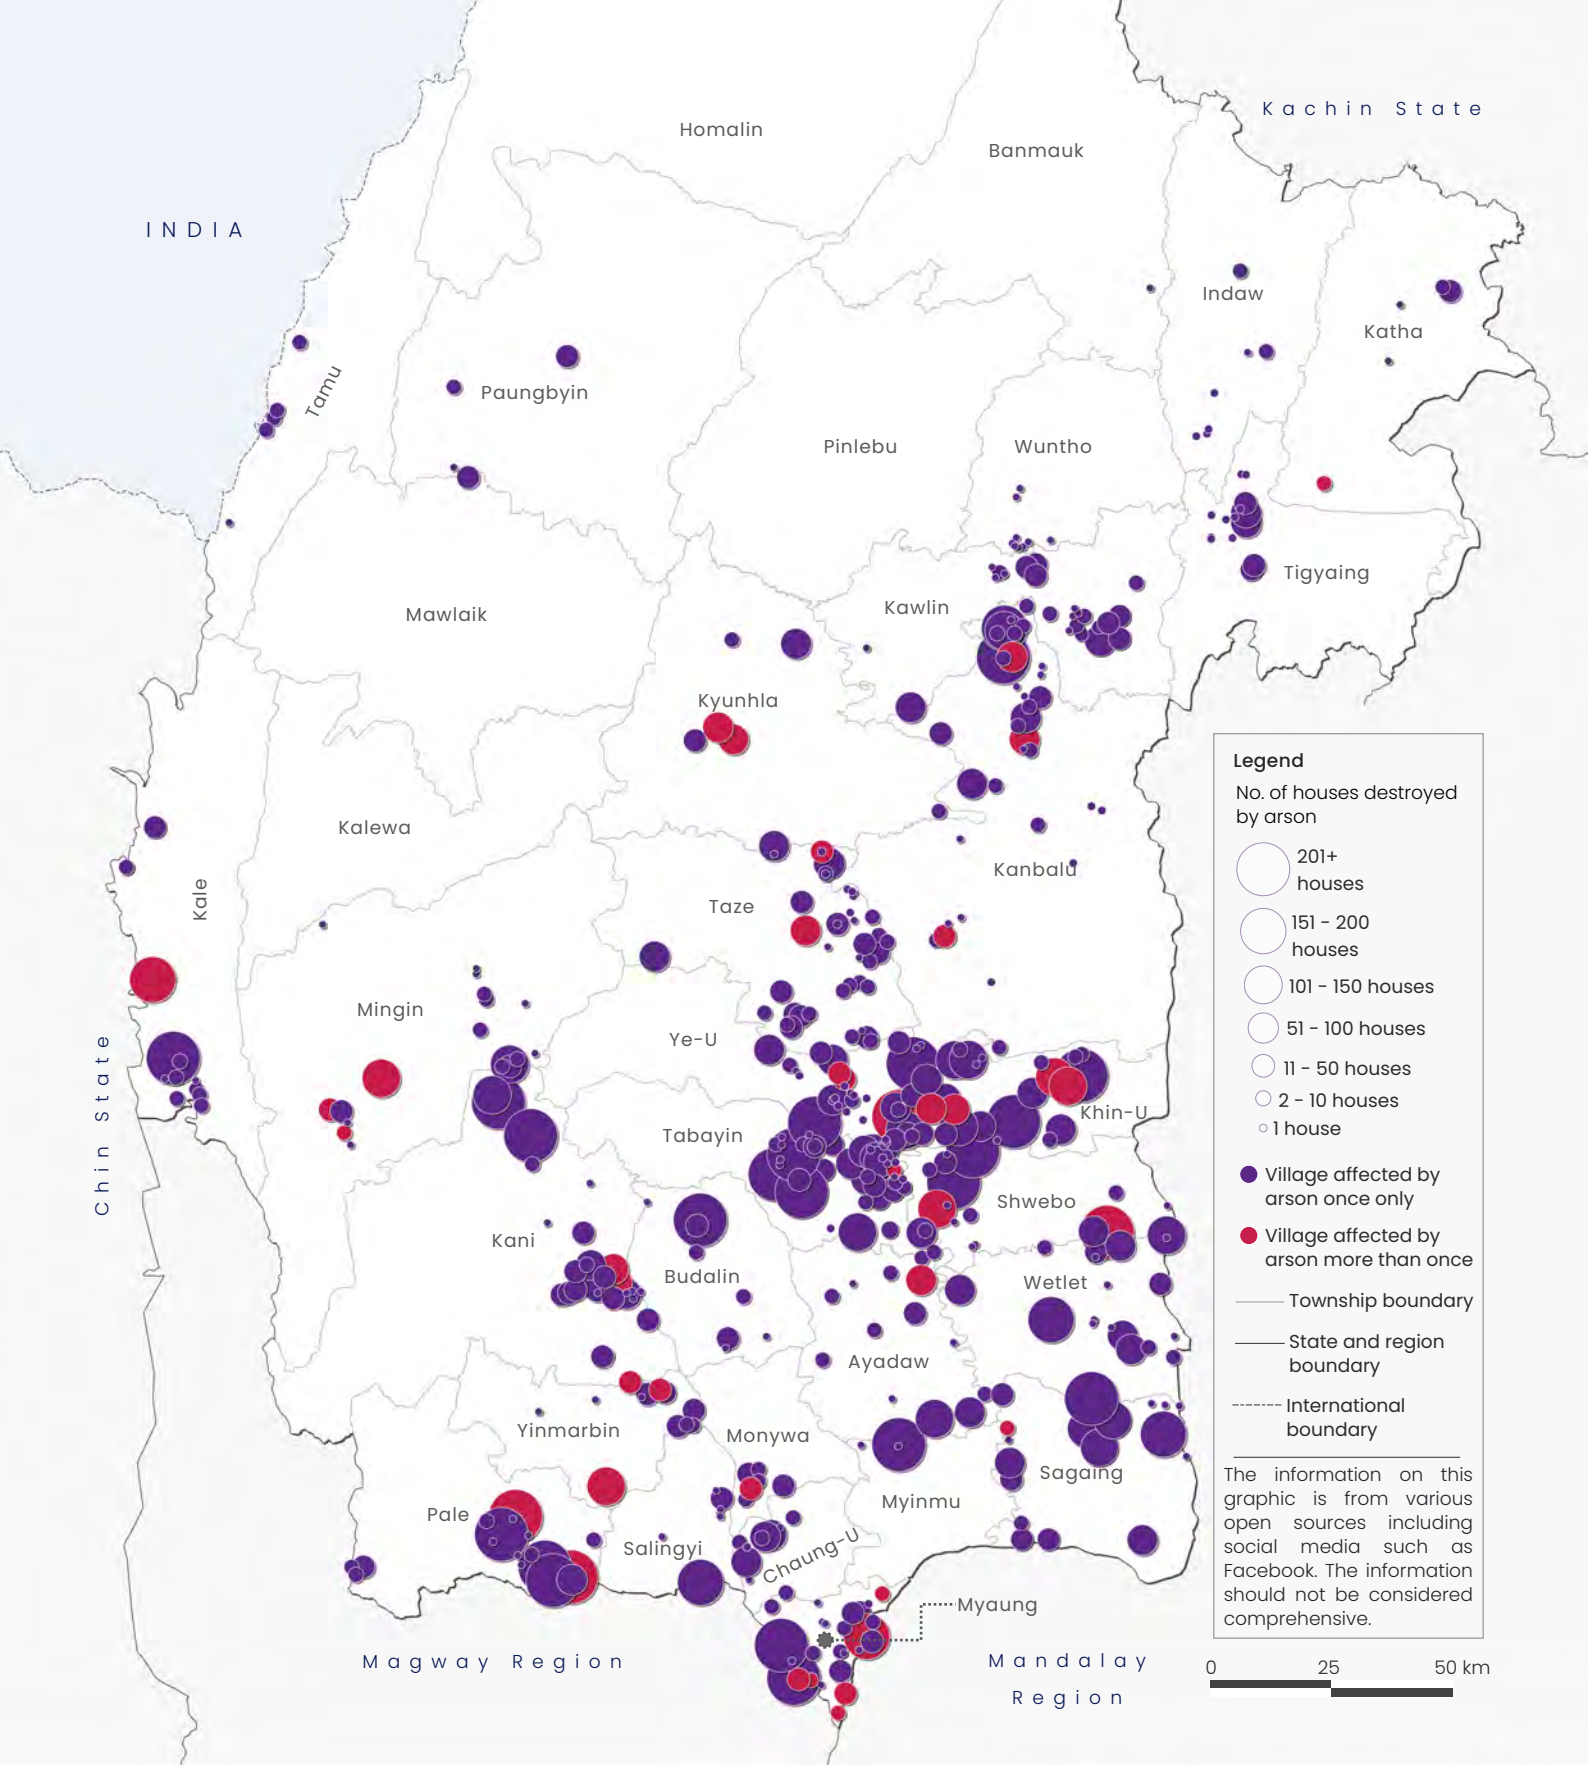 Kachin State
Homalin
Banmauk
INDIA
Indaw
Katha
Tamu
Paungbyin
Pinlebu
Wuntho
Tigyaing
Mawlaik
Kawlin
Kyunhla
Kalewa
Kanbalu
Kale
Taze
Mingin
Ye-U
Chin State
Khin-U
Tabayin
Shwebo
Kani
Budalin
Wetlet
Ayadaw
Yinmarbin
Monywa
Sagaing
Myinmu
Pale
Salingyi
Chaung-U
Myaung
Magway Region
Mandalay
Region
Legend
No. of houses destroyed
by arson
201+
houses
151 - 200
houses
101 - 150 houses
51 - 100 houses
11 - 50 houses
2 - 10 houses
1 house
Village affected by
arson once only
Village affected by
arson more than once
Township boundary
State and region
boundary
International
boundary
The information on this
graphic is from various
open sources including
social media such as
Facebook. The information
should not be considered
comprehensive.
0 25 50 km